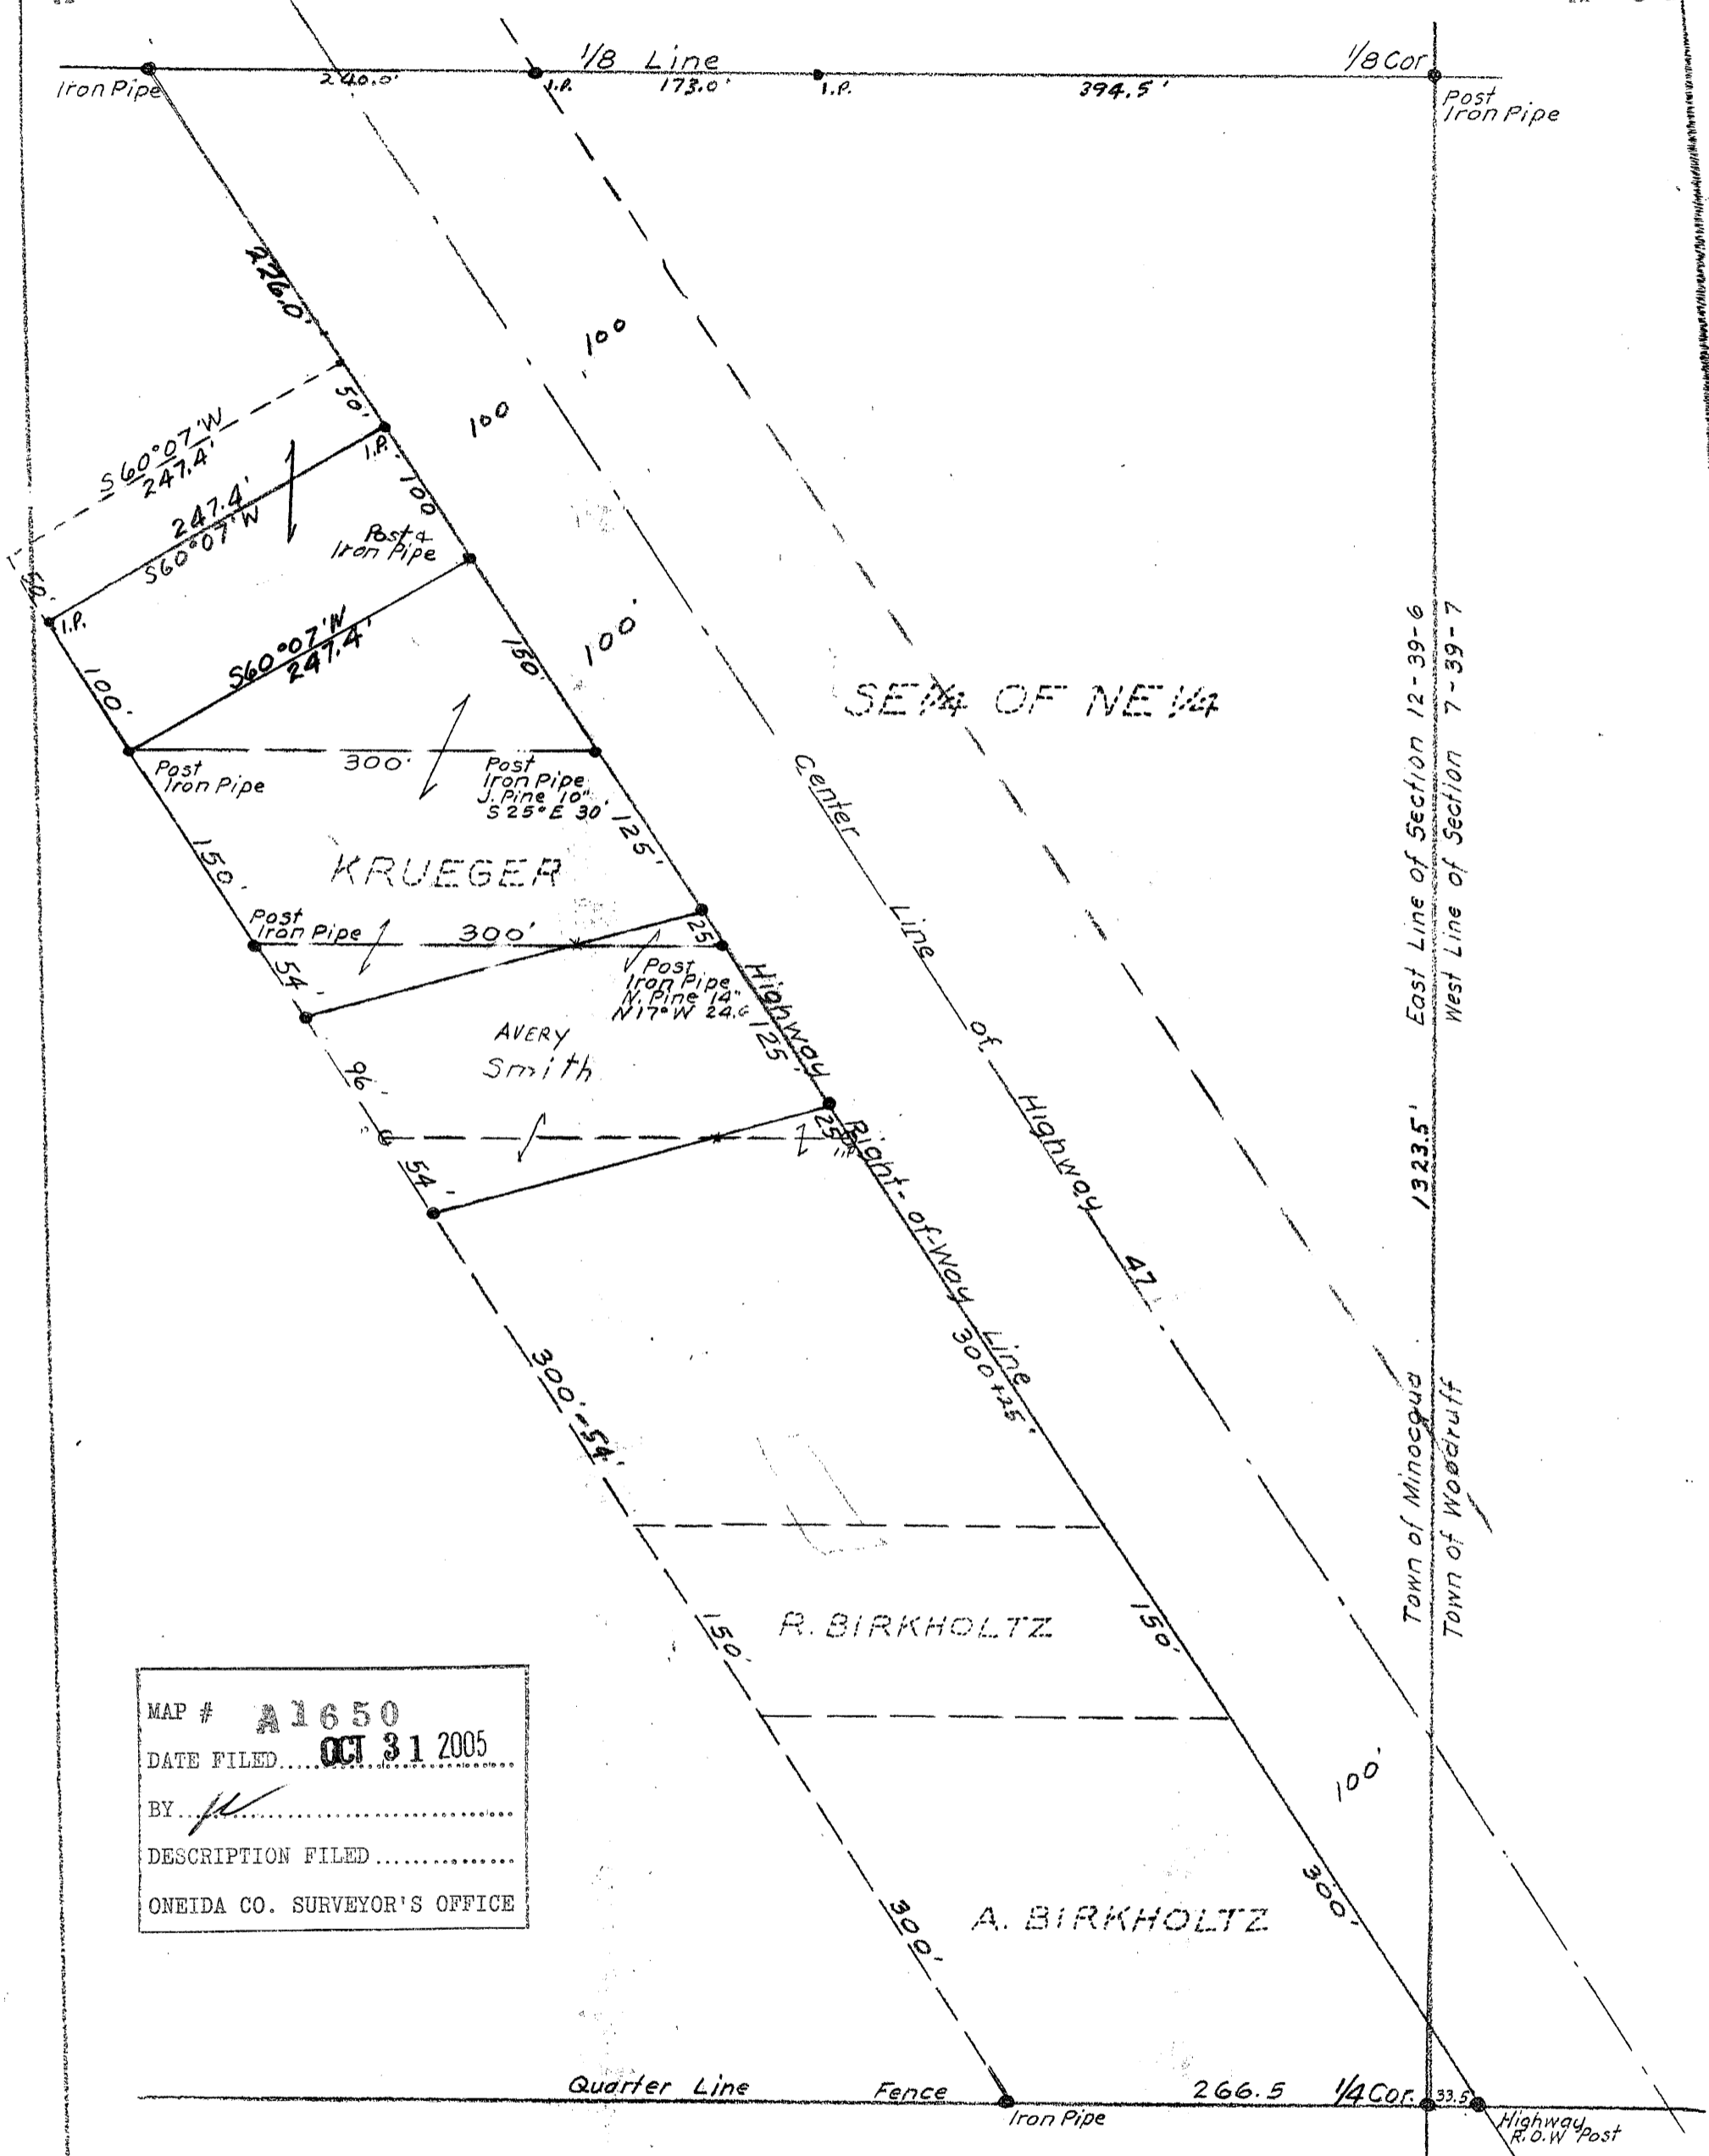 1/8 Line
1/8 Cor
Iron Pipe
240.0'
I.P.
173.0'
I.P.
394.5'
Post
Iron Pipe
226.0'
100
50'
100
S60°07'W
247.4'
I.P.
247.4'
S60°07'W
100
Post &
Iron Pipe
50'
I.P.
S60°07'W
247.4'
150'
100'
100'
SE1/4 OF NE1/4
East Line of Section 12-39-6
West Line of Section 7-39-7
300'
Post
Iron Pipe
Post
Iron Pipe
J. Pine 10"
S 25° E 30'
125'
Center Line of Highway 47
150'
KRUEGER
Post
Iron Pipe
300'
25
54'
Post
Iron Pipe
N. Pine 14"
N 17° W 24.6
Highway Right-of-Way Line
125'
AVERY
Smith
96'
25'
1323.5'
54'
300'-54'
300+25'
Town of Minocqua
Town of Woodruff
150'
R. BIRKHOLTZ
150'
MAP # A1650
DATE FILED OCT 31 2005
BY
DESCRIPTION FILED
ONEIDA CO. SURVEYOR'S OFFICE
100'
300'
A. BIRKHOLTZ
300'
Quarter Line
Fence
Iron Pipe
266.5
1/4 Cor.
33.5
Highway
R.O.W Post